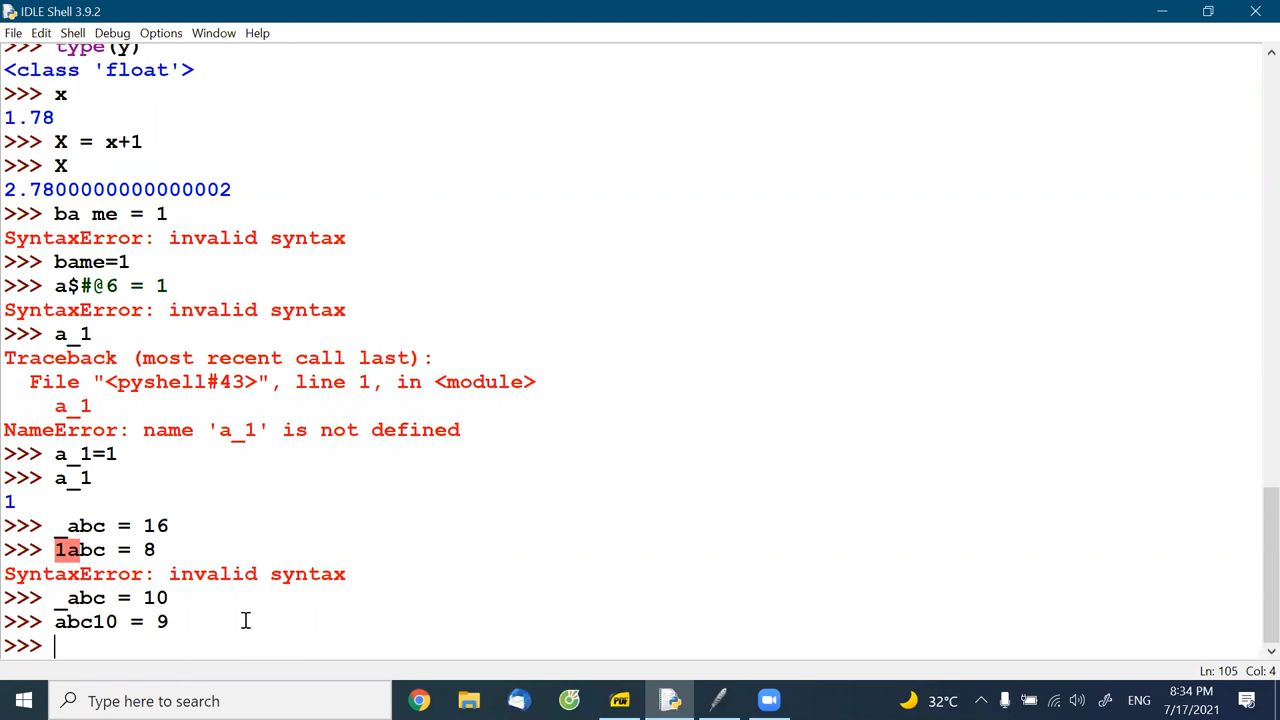 IDLE Shell 3.9.2
File Edit Shell Debug Options Window Help
>>> type(y)
<class 'float'>
>>> x
1.78
>>> X = x+1
>>> X
2.7800000000000002
>>> ba me = 1
SyntaxError: invalid syntax
>>> bame=1
>>> a$#@6 = 1
SyntaxError: invalid syntax
>>> a_1
Traceback (most recent call last):
  File "<pyshell#43>", line 1, in <module>
    a_1
NameError: name 'a_1' is not defined
>>> a_1=1
>>> a_1
1
>>> _abc = 16
>>> 1abc = 8
SyntaxError: invalid syntax
>>> _abc = 10
>>> abc10 = 9
>>>
Ln: 105 Col: 4
Type here to search
PDF
32°C
ENG
8:34 PM
7/17/2021